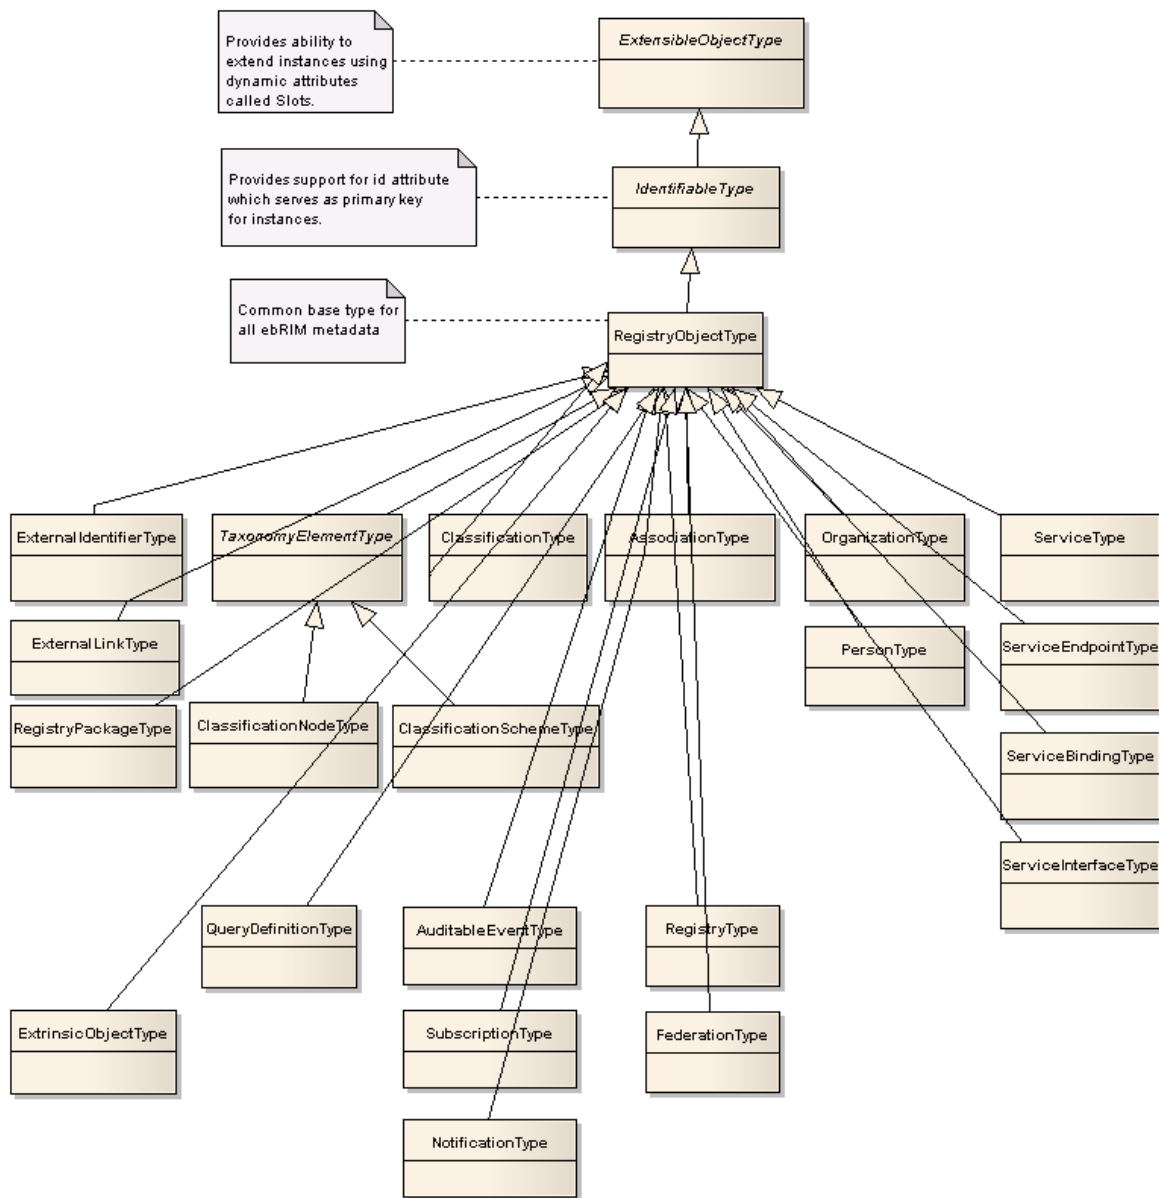 Provides ability to
extend instances using
dynamic attributes
called Slots.
ExtensibleObjectType
Provides support for id attribute
which serves as primary key
for instances.
IdentifiableType
Common base type for
all ebRIM metadata
RegistryObjectType
ExternalIdentifierType
TaxonomyElementType
ClassificationType
AssociationType
OrganizationType
ServiceType
ExternalLinkType
PersonType
ServiceEndpointType
RegistryPackageType
ClassificationNodeType
ClassificationSchemeType
ServiceBindingType
ServiceInterfaceType
QueryDefinitionType
AuditableEventType
RegistryType
ExtrinsicObjectType
SubscriptionType
FederationType
NotificationType